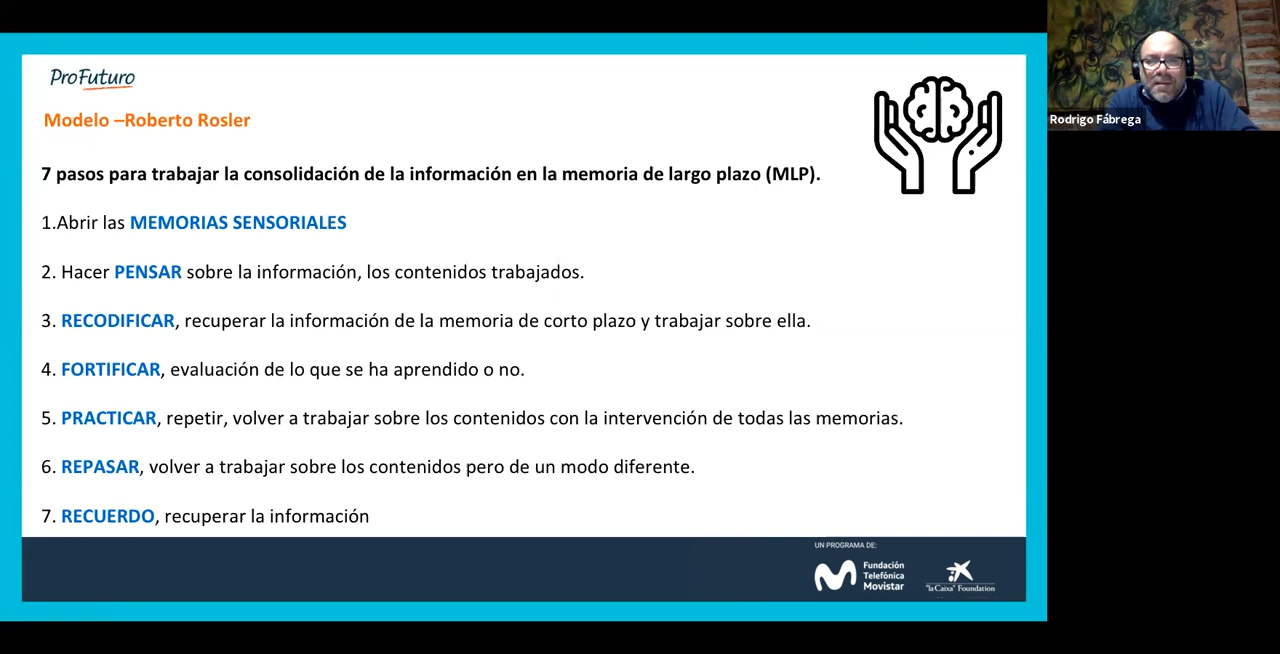 ProFuturo
Modelo –Roberto Rosler
7 pasos para trabajar la consolidación de la información en la memoria de largo plazo (MLP).
1.Abrir las MEMORIAS SENSORIALES
2. Hacer PENSAR sobre la información, los contenidos trabajados.
3. RECODIFICAR, recuperar la información de la memoria de corto plazo y trabajar sobre ella.
4. FORTIFICAR, evaluación de lo que se ha aprendido o no.
5. PRACTICAR, repetir, volver a trabajar sobre los contenidos con la intervención de todas las memorias.
6. REPASAR, volver a trabajar sobre los contenidos pero de un modo diferente.
7. RECUERDO, recuperar la información
UN PROGRAMA DE:
Fundación
Telefónica
Movistar
"la Caixa" Foundation
Rodrigo Fábrega